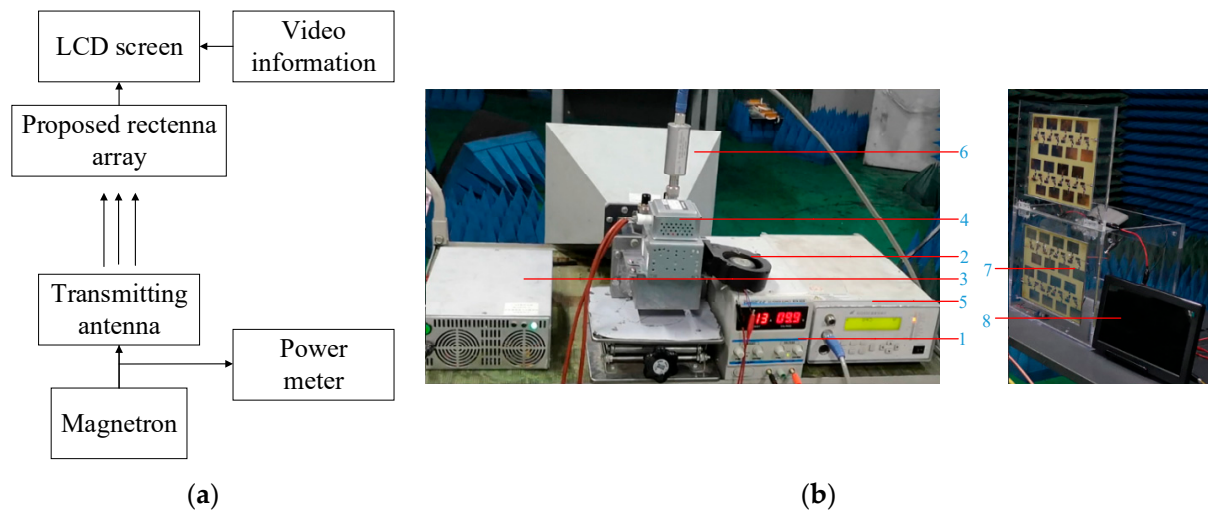 LCD screen
Video
information
Proposed rectenna
array
Transmitting
antenna
Power
meter
Magnetron
(a)
6
4
2
3
5
1
13 09.9
7
8
(b)